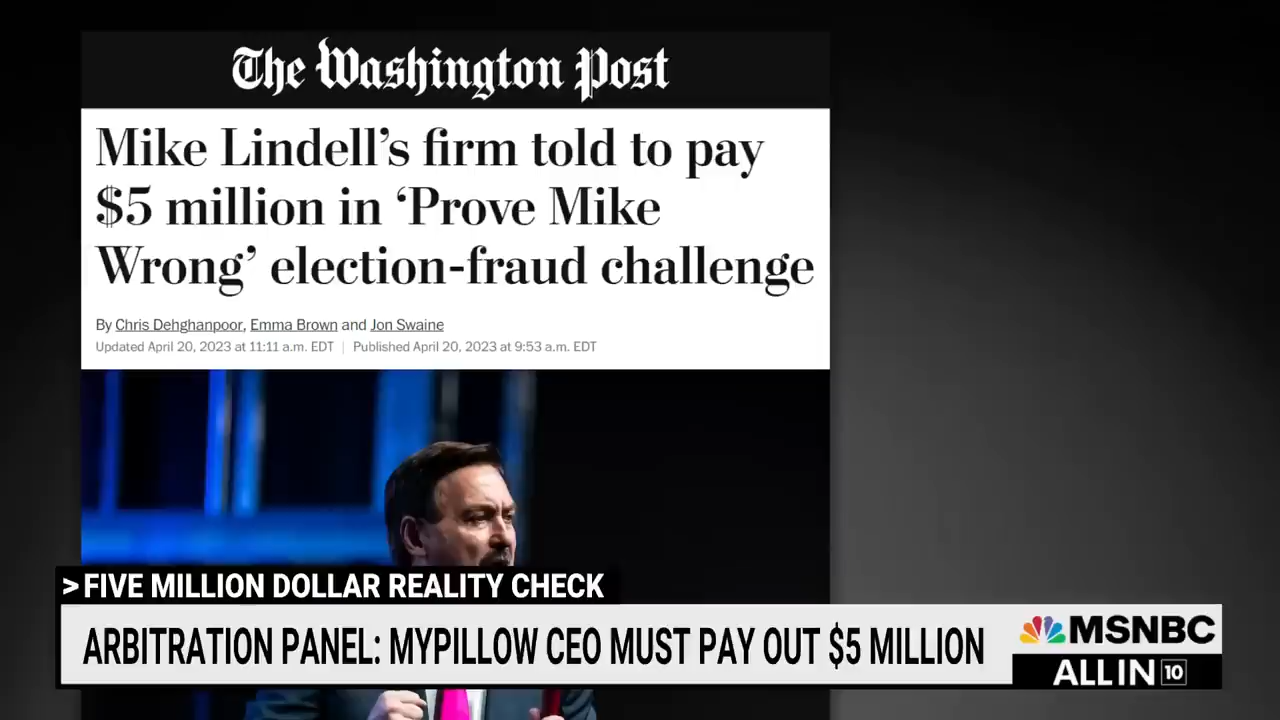 The Washington Post
Mike Lindell’s firm told to pay
$5 million in ‘Prove Mike
Wrong’ election-fraud challenge
By Chris Dehghanpoor, Emma Brown and Jon Swaine
Updated April 20, 2023 at 11:11 a.m. EDT | Published April 20, 2023 at 9:53 a.m. EDT
> FIVE MILLION DOLLAR REALITY CHECK
ARBITRATION PANEL: MYPILLOW CEO MUST PAY OUT $5 MILLION
MSNBC
ALL IN 10